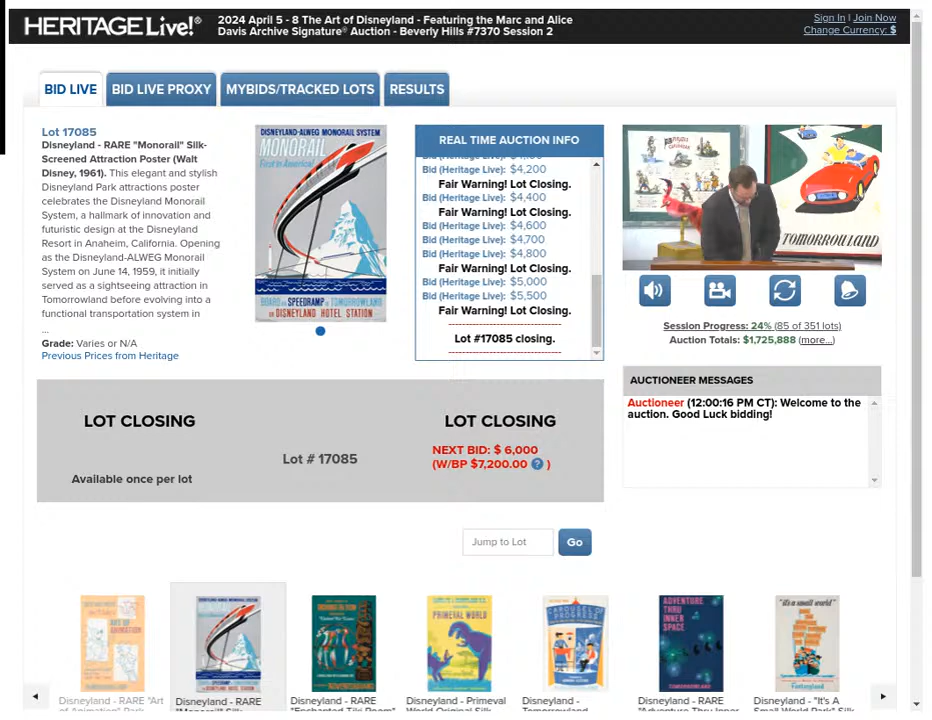 HERITAGE Live!®
2024 April 5 - 8 The Art of Disneyland - Featuring the Marc and Alice
Davis Archive Signature® Auction - Beverly Hills #7370 Session 2
Sign In | Join Now
Change Currency: $
BID LIVE
BID LIVE PROXY
MYBIDS/TRACKED LOTS
RESULTS
Lot 17085
Disneyland - RARE "Monorail" Silk-
Screened Attraction Poster (Walt
Disney, 1961). This elegant and stylish
Disneyland Park attractions poster
celebrates the Disneyland Monorail
System, a hallmark of innovation and
futuristic design at the Disneyland
Resort in Anaheim, California. Opening
as the Disneyland-ALWEG Monorail
System on June 14, 1959, it initially
served as a sightseeing attraction in
Tomorrowland before evolving into a
functional transportation system in
...
Grade: Varies or N/A
Previous Prices from Heritage
DISNEYLAND-ALWEG MONORAIL SYSTEM
MONORAIL
First in America!
BOARD AT SPEEDRAMP IN TOMORROWLAND
OR DISNEYLAND HOTEL STATION
REAL TIME AUCTION INFO
Bid (Heritage Live): $4,200
Fair Warning! Lot Closing.
Bid (Heritage Live): $4,400
Fair Warning! Lot Closing.
Bid (Heritage Live): $4,600
Bid (Heritage Live): $4,700
Bid (Heritage Live): $4,800
Fair Warning! Lot Closing.
Bid (Heritage Live): $5,000
Bid (Heritage Live): $5,500
Fair Warning! Lot Closing.
Lot #17085 closing.
TOMORROWLAND
Session Progress: 24% (85 of 351 lots)
Auction Totals: $1,725,888 (more...)
AUCTIONEER MESSAGES
Auctioneer (12:00:16 PM CT): Welcome to the
auction. Good Luck bidding!
LOT CLOSING
Available once per lot
Lot # 17085
LOT CLOSING
NEXT BID: $ 6,000
(W/BP $7,200.00 ? )
Jump to Lot
Go
ART OF
ANIMATION
PRIMEVAL WORLD
CAROUSEL OF
PROGRESS
ADVENTURE
THRU
INNER
SPACE
"it's a small world"
Fantasyland
Disneyland - RARE "Art
of Animation" Park
Disneyland - RARE
"Monorail" Silk-
Disneyland - RARE
"Enchanted Tiki Room"
Disneyland - Primeval
World Original Silk
Disneyland -
Tomorrowland
Disneyland - RARE
"Adventure Thru Inner
Disneyland - "It's A
Small World Dark" Silk